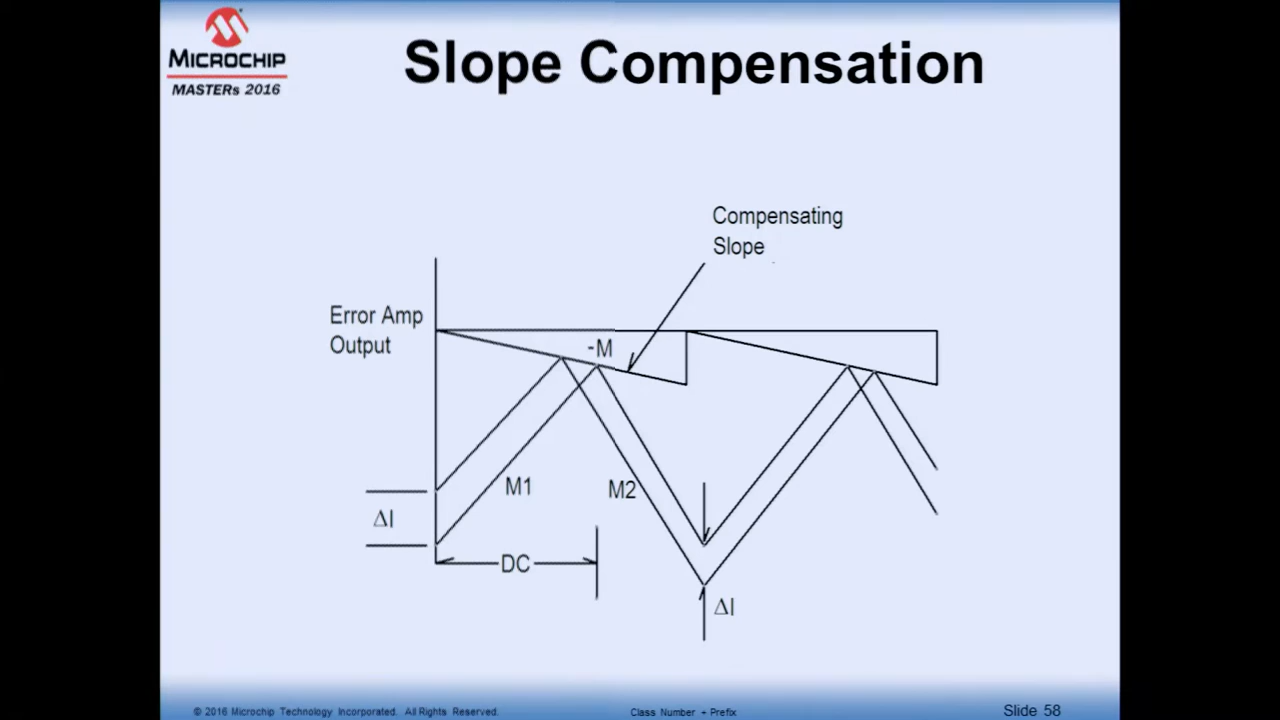 MICROCHIP
MASTERs 2016
Slope Compensation
Compensating
Slope
Error Amp
Output
-M
M1
M2
ΔI
DC
ΔI
© 2016 Microchip Technology Incorporated. All Rights Reserved.
Class Number + Prefix
Slide 58